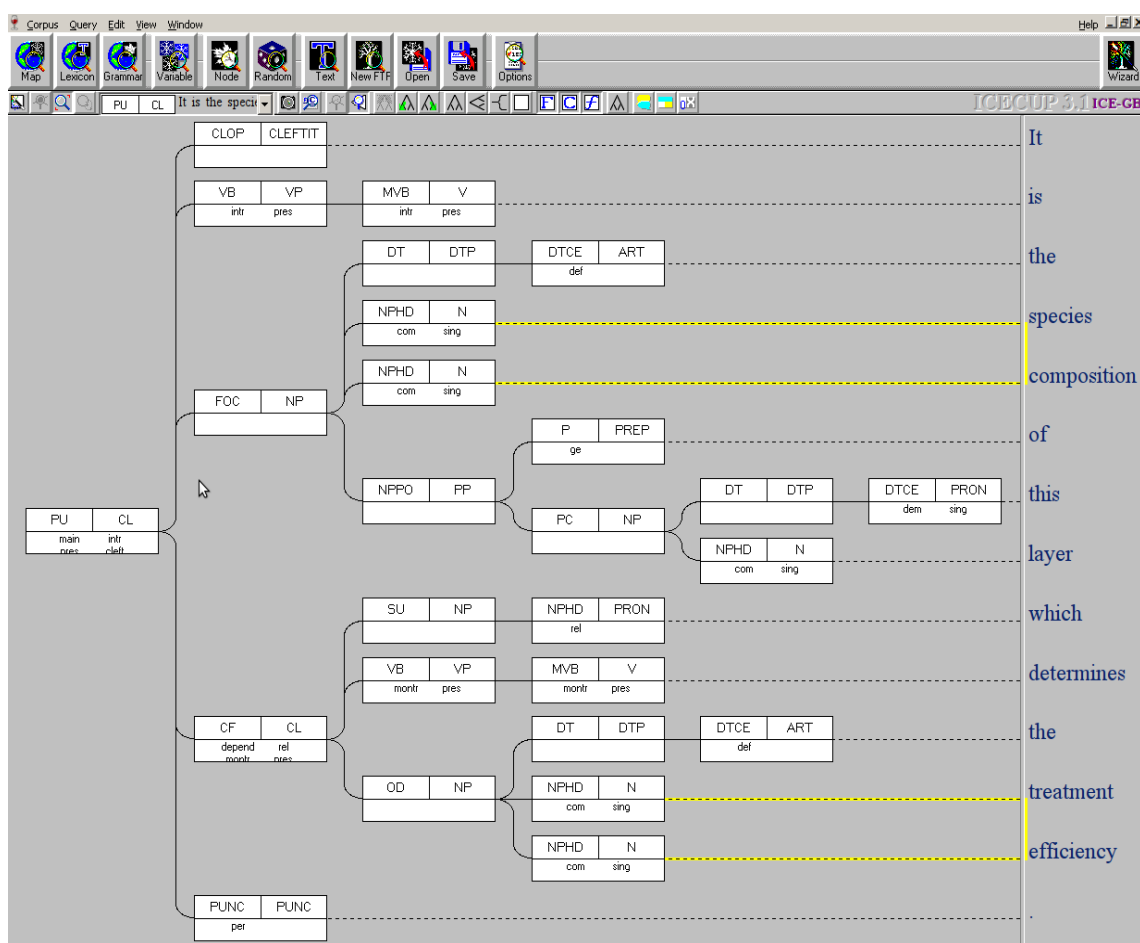 Corpus Query Edit View Window Help
Map Lexicon Grammar Variable Node Random Text New FTF Open Save Options Wizard
PU CL It is the speci F C f ICECUP 3.1 ICE-GB
CLOP CLEFTIT It
VB VP MVB V is
intr pres intr pres
DT DTP DTCE ART the
def
NPHD N species
com sing
NPHD N composition
com sing
FOC NP
P PREP of
ge
NPPO PP DT DTP DTCE PRON this
dem sing
PU CL PC NP
main intr
pres cleft
NPHD N layer
com sing
SU NP NPHD PRON which
rel
VB VP MVB V determines
montr pres montr pres
CF CL DT DTP DTCE ART the
depend rel def
montr pres
OD NP NPHD N treatment
com sing
NPHD N efficiency
com sing
PUNC PUNC .
per